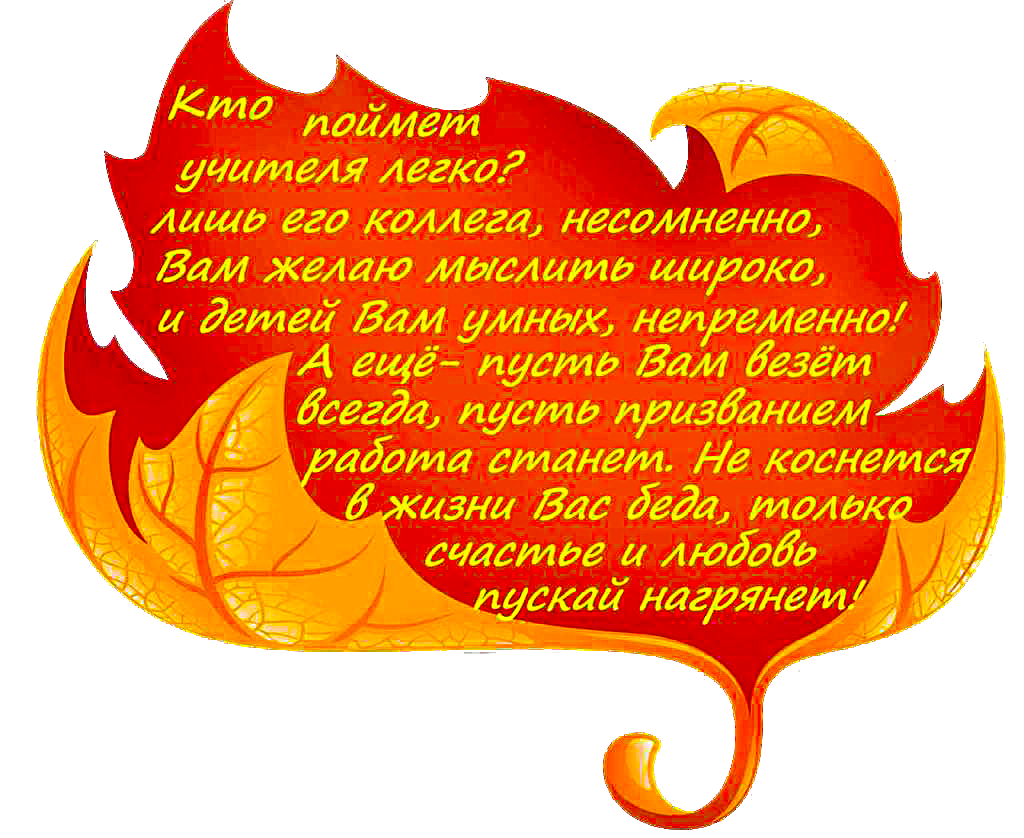 Кто поймет
учителя легко?
лишь его коллега, несомненно,
Вам желаю мыслить широко,
и детей Вам умных, непременно!
А ещё- пусть Вам везёт
всегда, пусть призванием
работа станет. Не коснется
в жизни Вас беда, только
счастье и любовь
пускай нагрянет!